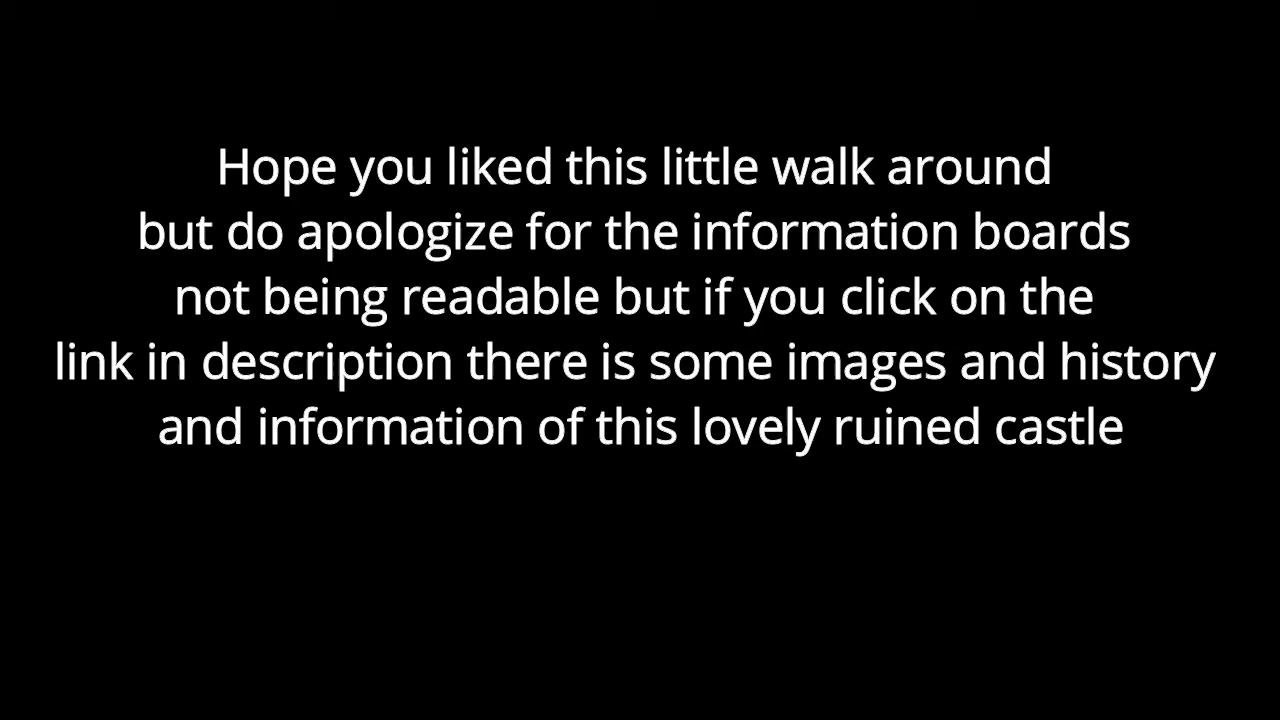 Hope you liked this little walk around
but do apologize for the information boards
not being readable but if you click on the
link in description there is some images and history
and information of this lovely ruined castle